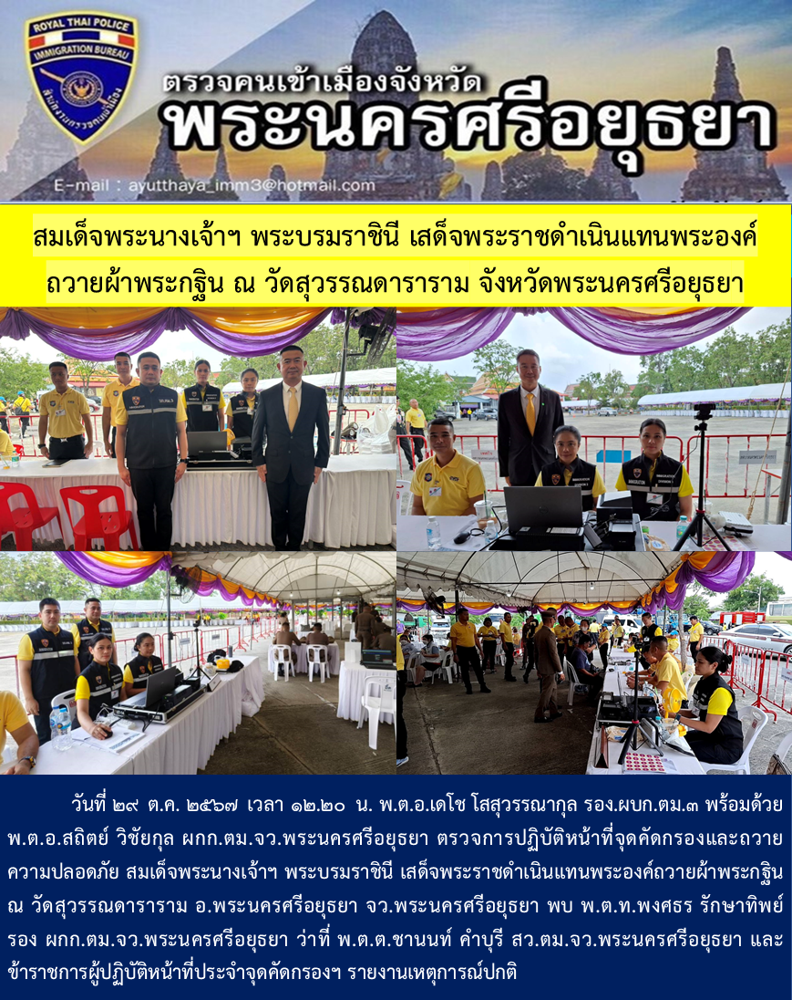 ROYAL THAI POLICE
IMMIGRATION BUREAU
สำนักงานตรวจคนเข้าเมือง
ตรวจคนเข้าเมืองจังหวัด
พระนครศรีอยุธยา
E-mail : ayutthaya_imm3@hotmail.com
สมเด็จพระนางเจ้าฯ พระบรมราชินี เสด็จพระราชดำเนินแทนพระองค์
ถวายผ้าพระกฐิน ณ วัดสุวรรณดาราราม จังหวัดพระนครศรีอยุธยา
วันที่ ๒๙ ต.ค. ๒๕๖๗ เวลา ๑๒.๒๐ น. พ.ต.อ.เดโช โสสุวรรณากุล รอง.ผบก.ตม.๓ พร้อมด้วย
พ.ต.อ.สถิตย์ วิชัยกุล ผกก.ตม.จว.พระนครศรีอยุธยา ตรวจการปฏิบัติหน้าที่จุดคัดกรองและถวาย
ความปลอดภัย สมเด็จพระนางเจ้าฯ พระบรมราชินี เสด็จพระราชดำเนินแทนพระองค์ถวายผ้าพระกฐิน
ณ วัดสุวรรณดาราราม อ.พระนครศรีอยุธยา จว.พระนครศรีอยุธยา พบ พ.ต.ท.พงศธร รักษาทิพย์
รอง ผกก.ตม.จว.พระนครศรีอยุธยา ว่าที่ พ.ต.ต.ชานนท์ คำบุรี สว.ตม.จว.พระนครศรีอยุธยา และ
ข้าราชการผู้ปฏิบัติหน้าที่ประจำจุดคัดกรองฯ รายงานเหตุการณ์ปกติ